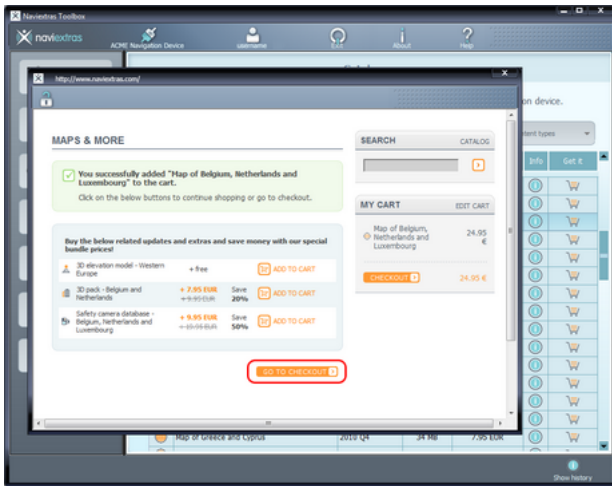 Naviextras Toolbox
naviextras
ACME Navigation Device
username
Exit
About
Help
http://www.naviextras.com/
on device.
tent types
Info
Get it
MAPS & MORE
You successfully added "Map of Belgium, Netherlands and
Luxembourg" to the cart.
Click on the below buttons to continue shopping or go to checkout.
Buy the below related updates and extras and save money with our special
bundle prices!
3D elevation model - Western
Europe
+ free
ADD TO CART
3D pack - Belgium and
Netherlands
+ 7.95 EUR
+ 9.95 EUR
Save
20%
ADD TO CART
Safety camera database -
Belgium, Netherlands and
Luxembourg
+ 9.95 EUR
Save
50%
ADD TO CART
GO TO CHECKOUT
SEARCH
CATALOG
MY CART
EDIT CART
Map of Belgium,
Netherlands and
Luxembourg
24.95
€
CHECKOUT
24.95 €
Map of Greece and Cyprus
2010 Q4
34 MB
7.95 EUR
Show history